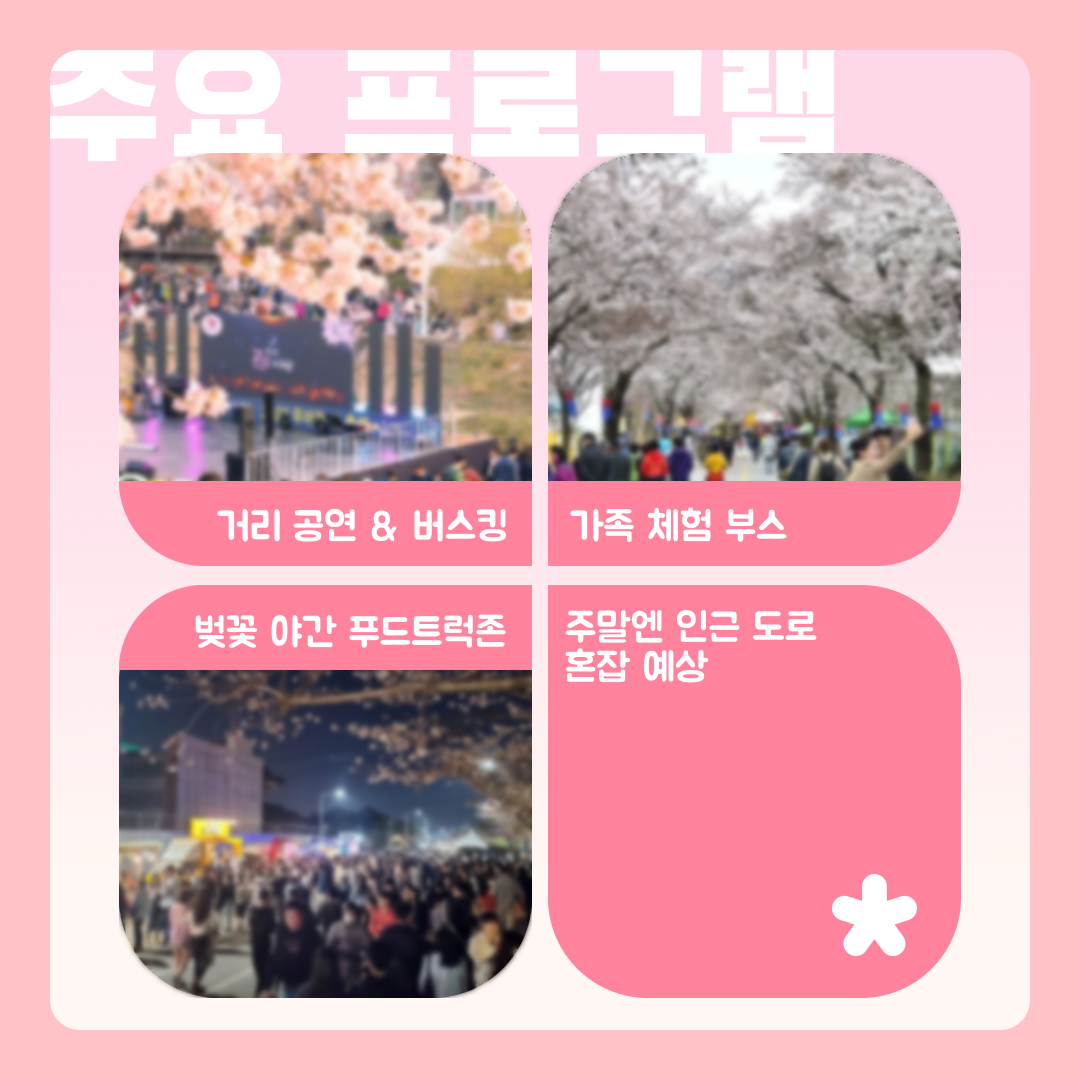 주요 프로그램
거리 공연 & 버스킹
가족 체험 부스
벚꽃 야간 푸드트럭존
주말엔 인근 도로
혼잡 예상